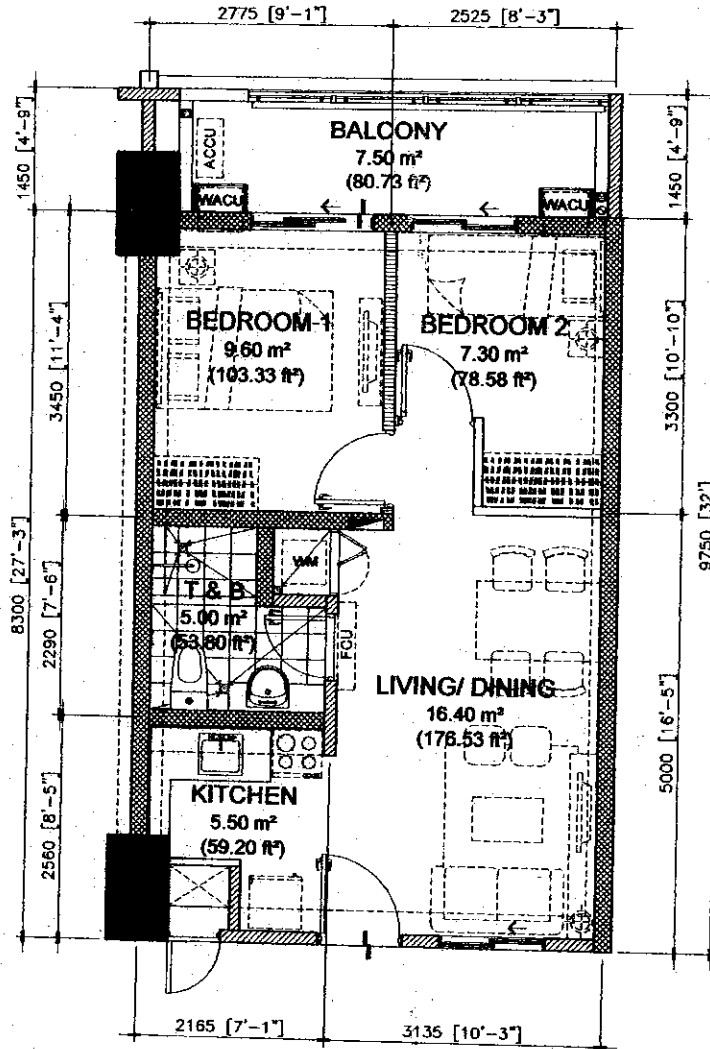 2775 [9'-1"]
2525 [8'-3"]
1450 [4'-9"]
BALCONY
7.50 m²
(80.73 ft²)
ACCU
WACU
WACU
1450 [4'-9"]
3450 [11'-4"]
BEDROOM-1
9.60 m²
(103.33 ft²)
BEDROOM 2
7.30 m²
(78.58 ft²)
3300 [10'-10"]
8300 [27'-3"]
9750 [32']
2290 [7'-6"]
WM
T & B
5.00 m²
(53.80 ft²)
FCU
LIVING/ DINING
16.40 m²
(176.53 ft²)
5000 [16'-5"]
2560 [8'-5"]
KITCHEN
5.50 m²
(59.20 ft²)
2165 [7'-1"]
3135 [10'-3"]